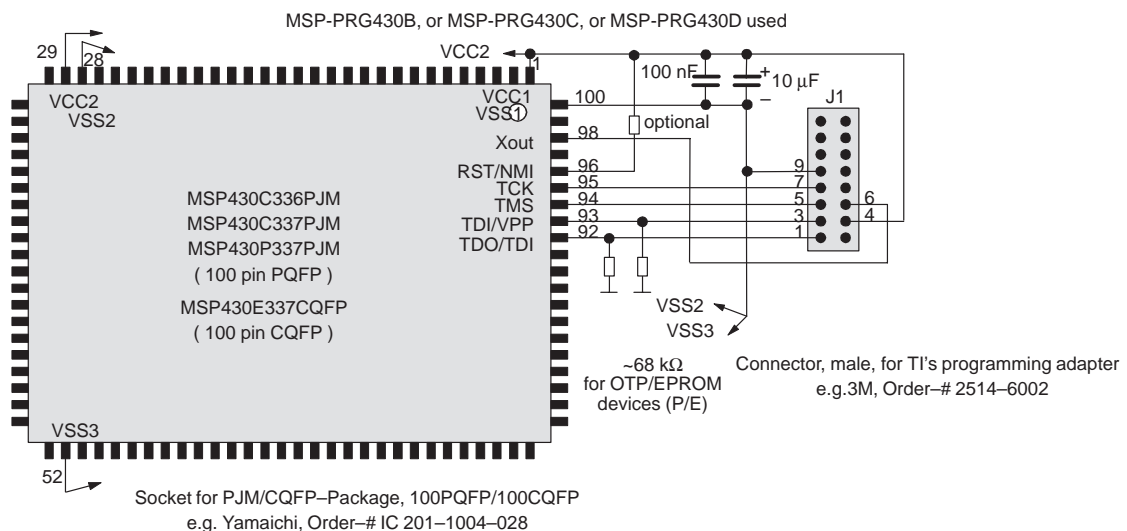 MSP-PRG430B, or MSP-PRG430C, or MSP-PRG430D used
29
28
VCC2
1
100 nF
+
10 μF
–
J1
VCC2
VSS2
VCC1
VSS1
100
optional
Xout
98
RST/NMI
96
9
TCK
95
7
TMS
94
5
6
TDI/VPP
93
3
4
TDO/TDI
92
1
MSP430C336PJM
MSP430C337PJM
MSP430P337PJM
( 100 pin PQFP )
MSP430E337CQFP
( 100 pin CQFP )
VSS2
VSS3
~68 kΩ
for OTP/EPROM
devices (P/E)
Connector, male, for TI's programming adapter
e.g.3M, Order–# 2514–6002
VSS3
52
Socket for PJM/CQFP–Package, 100PQFP/100CQFP
e.g. Yamaichi, Order–# IC 201–1004–028